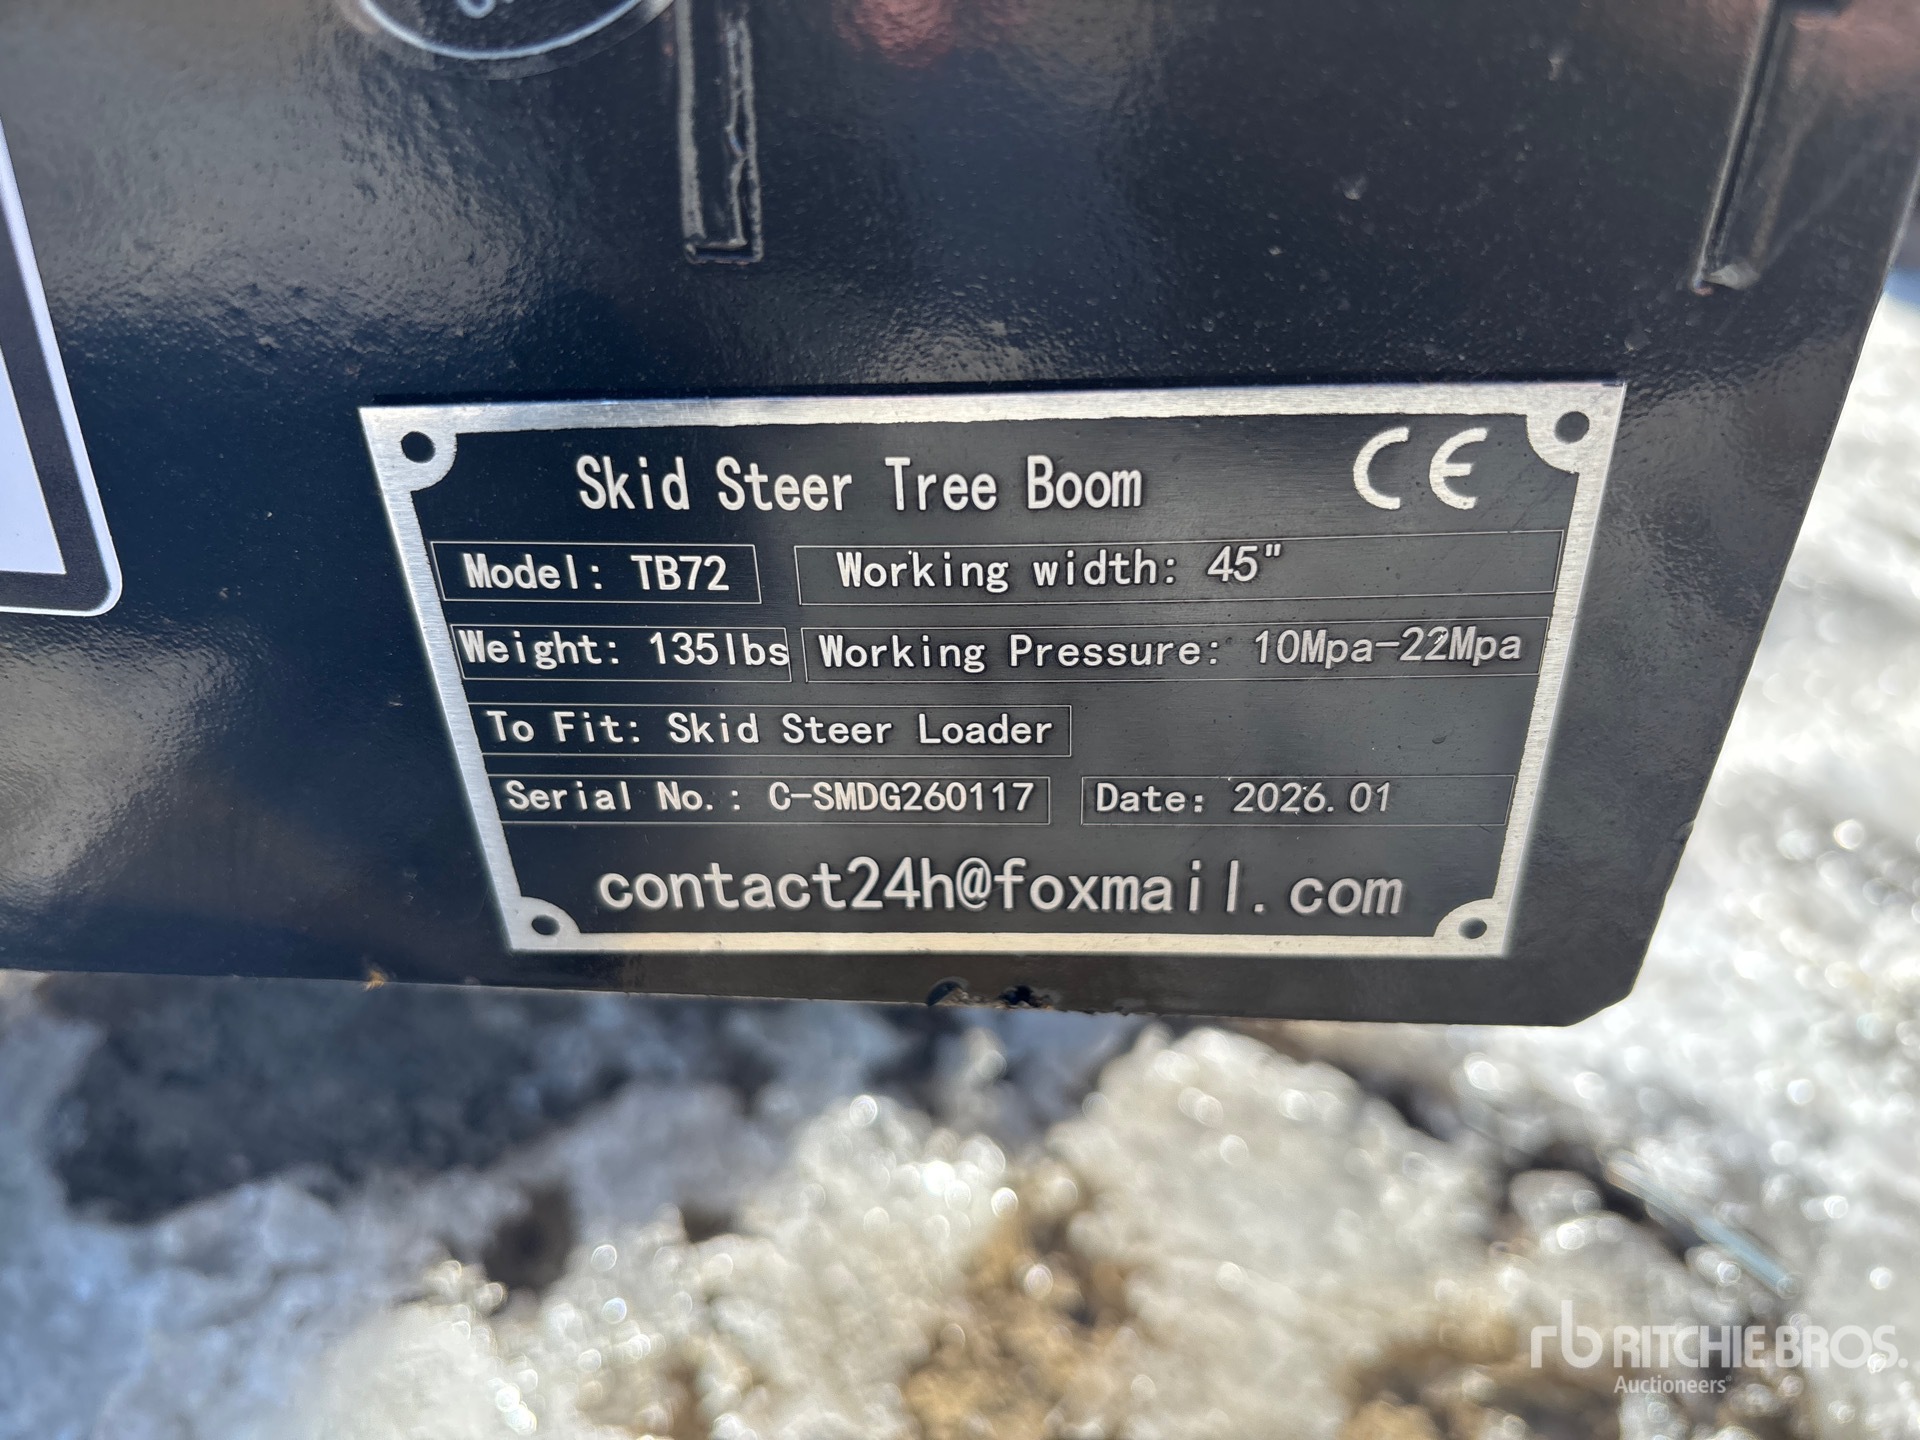 Skid Steer Tree Boom CE
Model: TB72 Working width: 45"
Weight: 135lbs Working Pressure: 10Mpa-22Mpa
To Fit: Skid Steer Loader
Serial No.: C-SMDG260117 Date: 2026.01
contact24h@foxmail.com
rb RITCHIE BROS.
Auctioneers